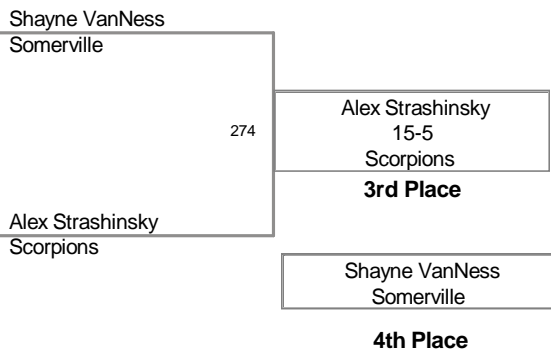 Shayne VanNess
Somerville
274
Alex Strashinsky
15-5
Scorpions
3rd Place
Alex Strashinsky
Scorpions
Shayne VanNess
Somerville
4th Place